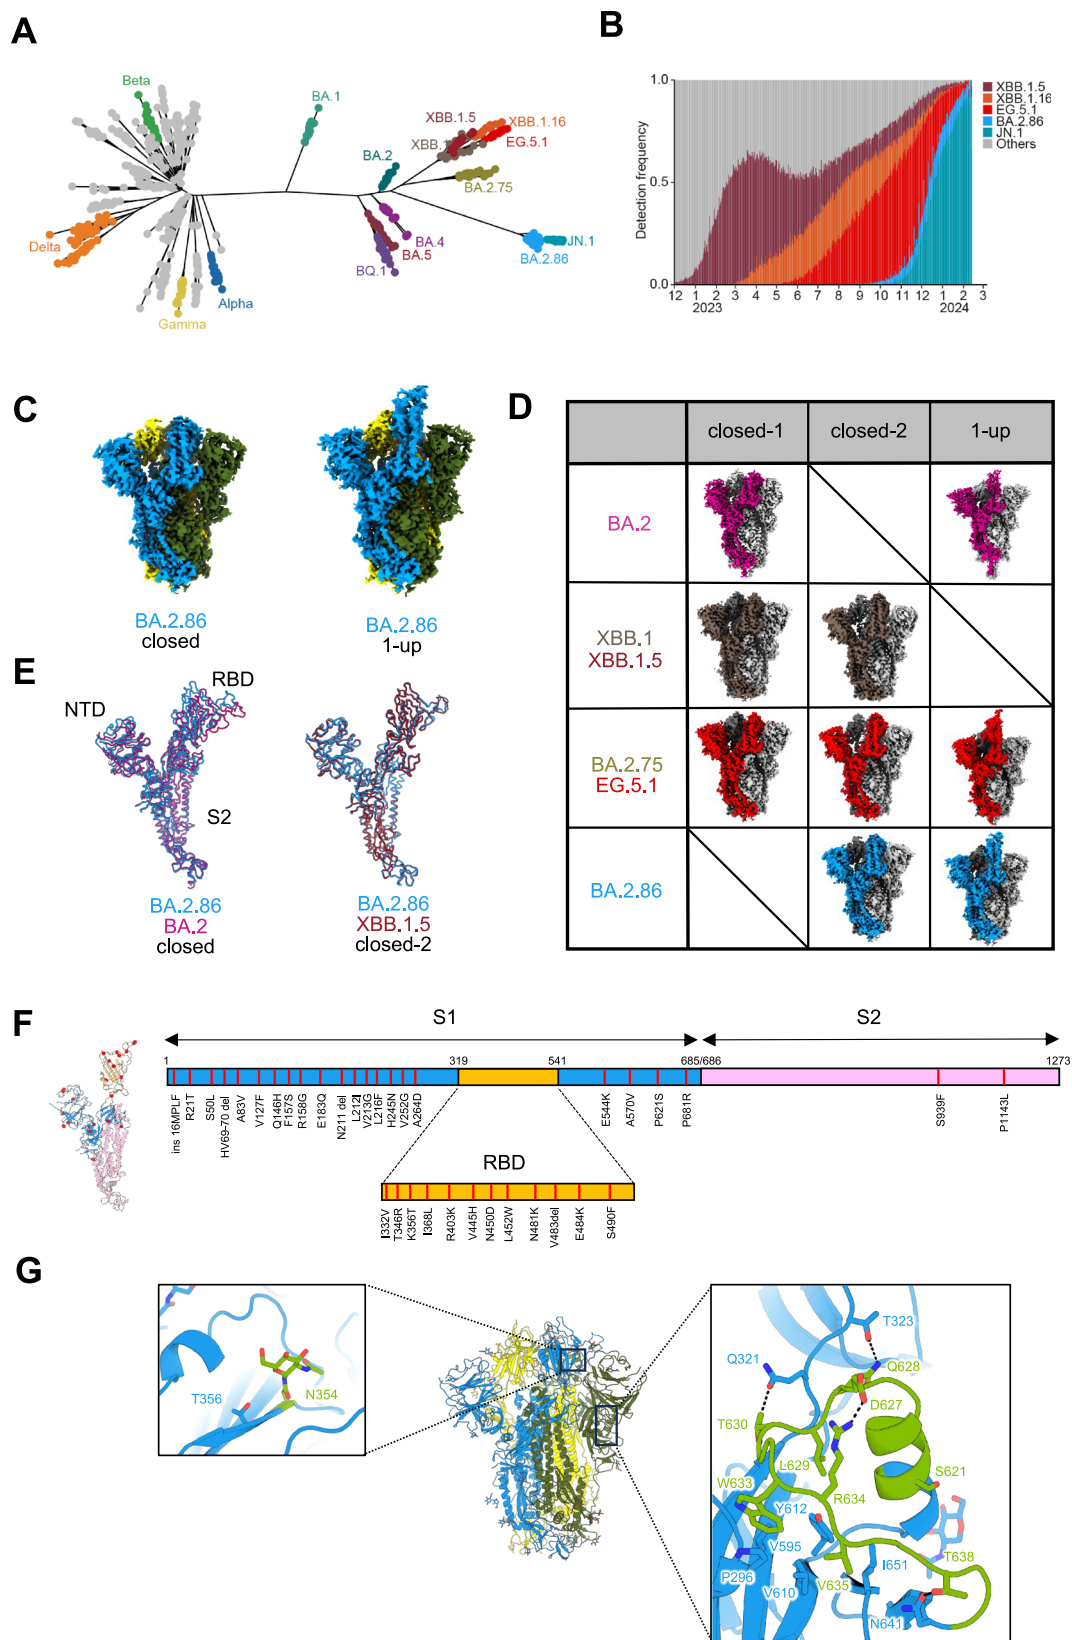 A
Beta
BA.1
XBB.1.5
XBB.1.16
XBB.1
EG.5.1
BA.2
BA.2.75
Delta
BA.4
BA.5
BQ.1
JN.1
BA.2.86
Alpha
Gamma
B
Detection frequency
1.0
0.5
0.0
12 1 2 3 4 5 6 7 8 9 10 11 12 1 2 3
2023 2024
XBB.1.5
XBB.1.16
EG.5.1
BA.2.86
JN.1
Others
C
BA.2.86
closed
BA.2.86
1-up
D
closed-1 closed-2 1-up
BA.2
XBB.1
XBB.1.5
BA.2.75
EG.5.1
BA.2.86
E
NTD
RBD
S2
BA.2.86
BA.2
closed
BA.2.86
XBB.1.5
closed-2
F
S1 S2
1 319 541 685/686 1273
ins 16MPLF
R21T
S50L
HV69-70 del
A83V
V127F
Q146H
F157S
R158G
E183Q
N211 del
L212I
V213G
L216F
H245N
V252G
A264D
E544K
A570V
P621S
P681R
S939F
P1143L
RBD
I332V
T346R
K356T
I368L
R403K
V445H
N450D
L452W
N481K
V483del
E484K
S490F
G
T356
N354
T323
Q321
Q628
D627
T630
L629
S621
W633
R634
Y612
V595
T638
I651
P296
V610
V635
N641